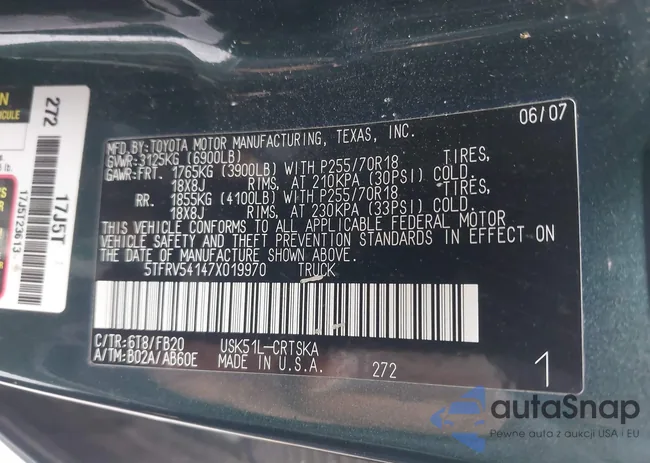 06/07
MFD.BY:TOYOTA MOTOR MANUFACTURING, TEXAS, INC.
GVWR:3125KG (6900LB)
GAWR:FRT. 1765KG (3900LB) WITH P255/70R18 TIRES,
18X8J RIMS, AT 210KPA (30PSI) COLD.
RR. 1855KG (4100LB) WITH P255/70R18 TIRES,
18X8J RIMS, AT 230KPA (33PSI) COLD.
THIS VEHICLE CONFORMS TO ALL APPLICABLE FEDERAL MOTOR
VEHICLE SAFETY AND THEFT PREVENTION STANDARDS IN EFFECT ON
THE DATE OF MANUFACTURE SHOWN ABOVE.
5TFRV54147X019970 TRUCK
C/TR:6T8/FB20 USK51L-CRTSKA
A/TM:B02A/AB60E MADE IN U.S.A. 272 1
272
17J5T
17J5T23613
autaSnap
Pewne auta z aukcji USA i EU